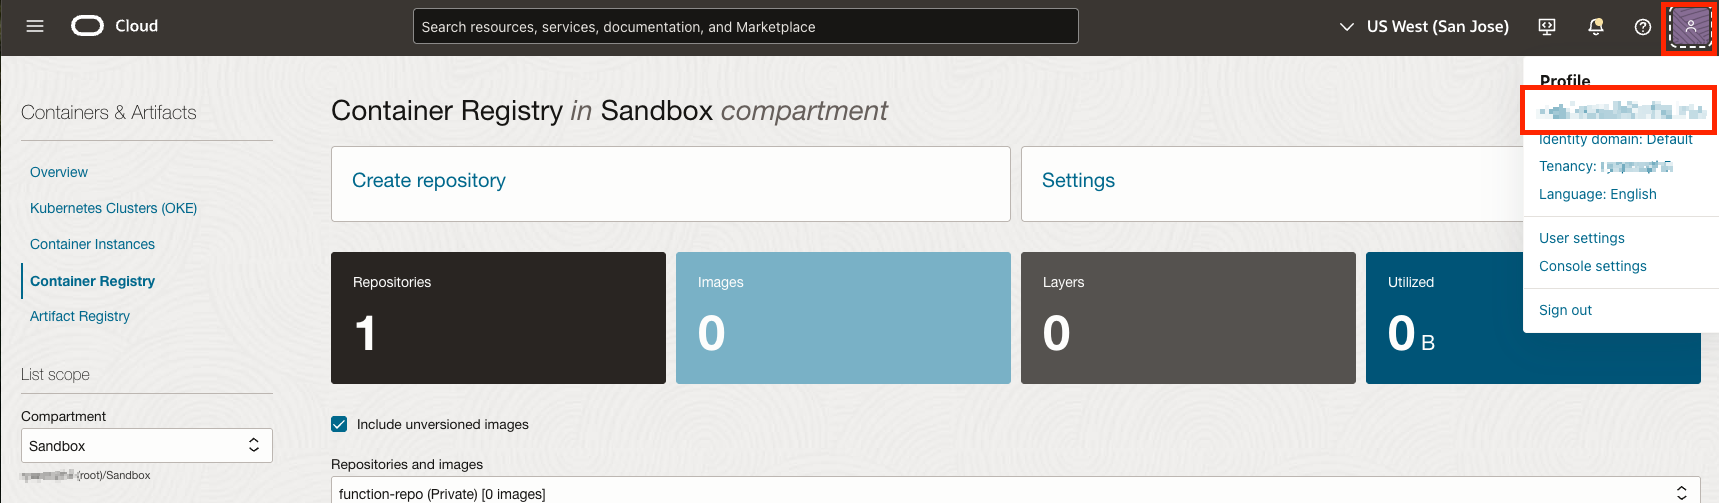 Cloud
Search resources, services, documentation, and Marketplace
US West (San Jose)
Profile
Identity domain: Default
Tenancy:
Language: English
User settings
Console settings
Sign out
Containers & Artifacts
Overview
Kubernetes Clusters (OKE)
Container Instances
Container Registry
Artifact Registry
List scope
Compartment
Sandbox
(root)/Sandbox
Container Registry in Sandbox compartment
Create repository
Settings
Repositories
1
Images
0
Layers
0
Utilized
0 B
Include unversioned images
Repositories and images
function-repo (Private) [0 images]